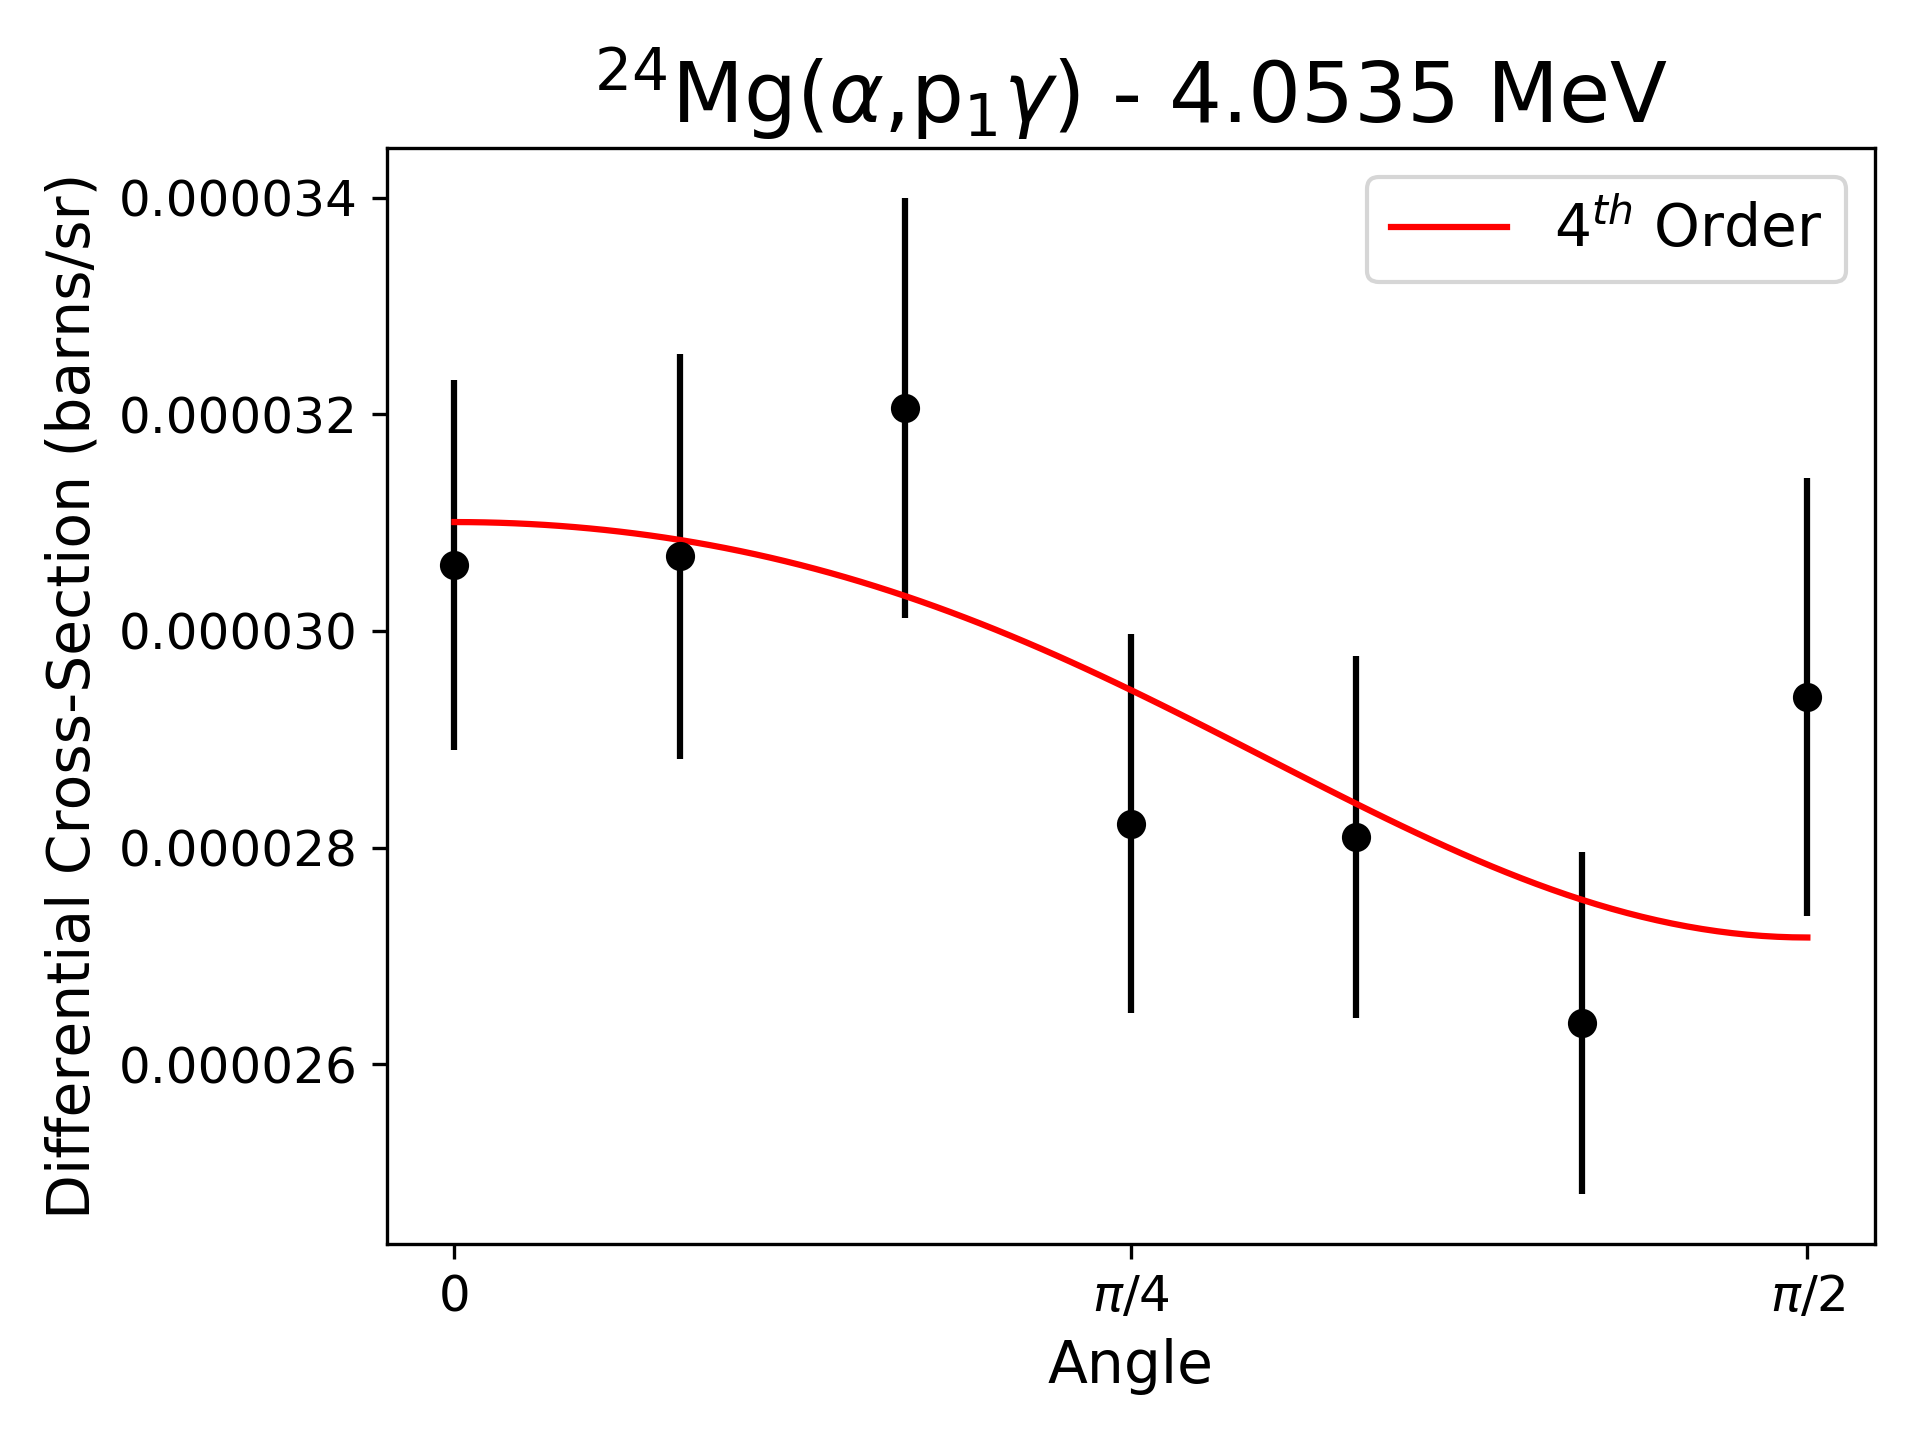 ²⁴Mg(α,p₁γ) - 4.0535 MeV
4ᵗʰ Order
Differential Cross-Section (barns/sr)
0.000034
0.000032
0.000030
0.000028
0.000026
0
π/4
π/2
Angle